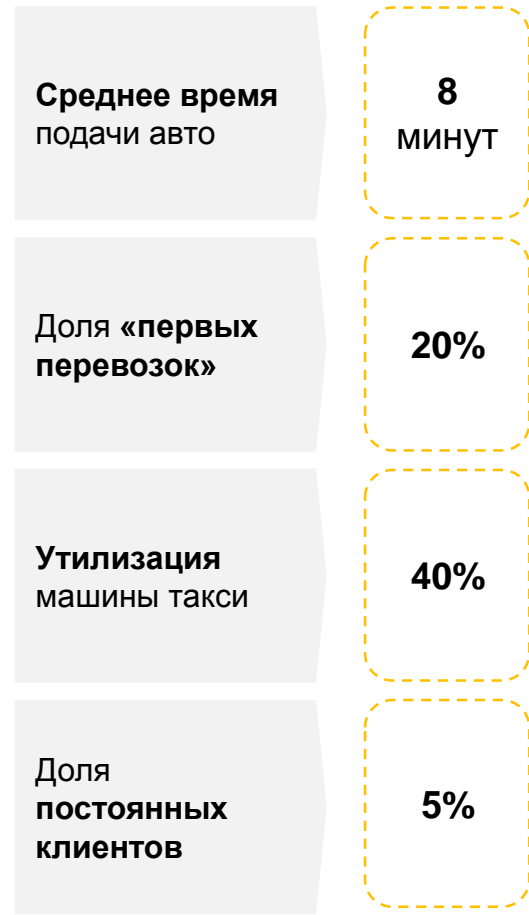 Среднее время
подачи авто
8
минут
Доля «первых
перевозок»
20%
Утилизация
машины такси
40%
Доля
постоянных
клиентов
5%